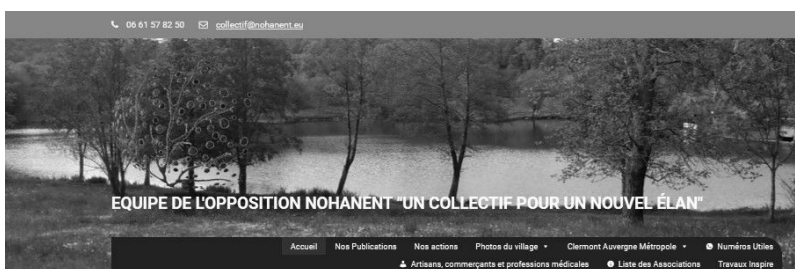 06 61 57 82 50 collectif@nohanent.eu
EQUIPE DE L'OPPOSITION NOHANENT "UN COLLECTIF POUR UN NOUVEL ÉLAN"
Accueil Nos Publications Nos actions Photos du village Clermont Auvergne Métropole Numéros Utiles
Artisans, commerçants et professions médicales Liste des Associations Travaux Inspire